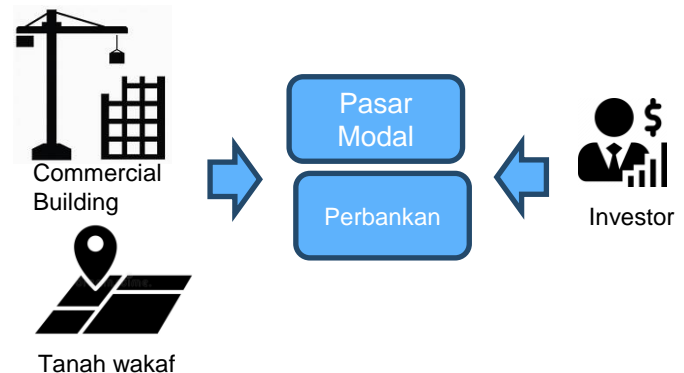 Pasar
Modal
Commercial
Building
Perbankan
Investor
Tanah wakaf